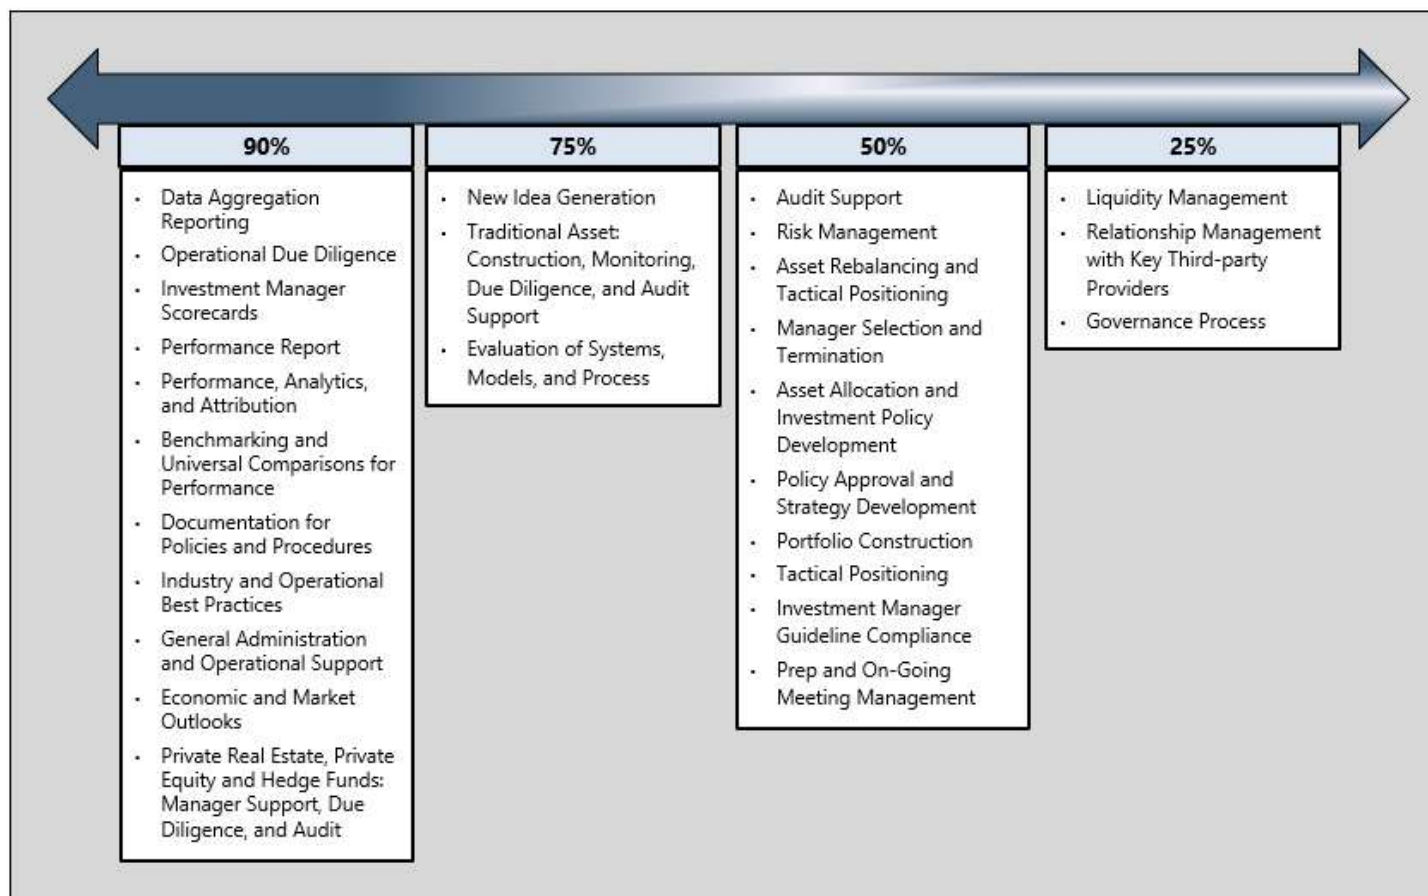 90%
• Data Aggregation
Reporting
• Operational Due Diligence
• Investment Manager
Scorecards
• Performance Report
• Performance, Analytics,
and Attribution
• Benchmarking and
Universal Comparisons for
Performance
• Documentation for
Policies and Procedures
• Industry and Operational
Best Practices
• General Administration
and Operational Support
• Economic and Market
Outlooks
• Private Real Estate, Private
Equity and Hedge Funds:
Manager Support, Due
Diligence, and Audit
75%
• New Idea Generation
• Traditional Asset:
Construction, Monitoring,
Due Diligence, and Audit
Support
• Evaluation of Systems,
Models, and Process
50%
• Audit Support
• Risk Management
• Asset Rebalancing and
Tactical Positioning
• Manager Selection and
Termination
• Asset Allocation and
Investment Policy
Development
• Policy Approval and
Strategy Development
• Portfolio Construction
• Tactical Positioning
• Investment Manager
Guideline Compliance
• Prep and On-Going
Meeting Management
25%
• Liquidity Management
• Relationship Management
with Key Third-party
Providers
• Governance Process